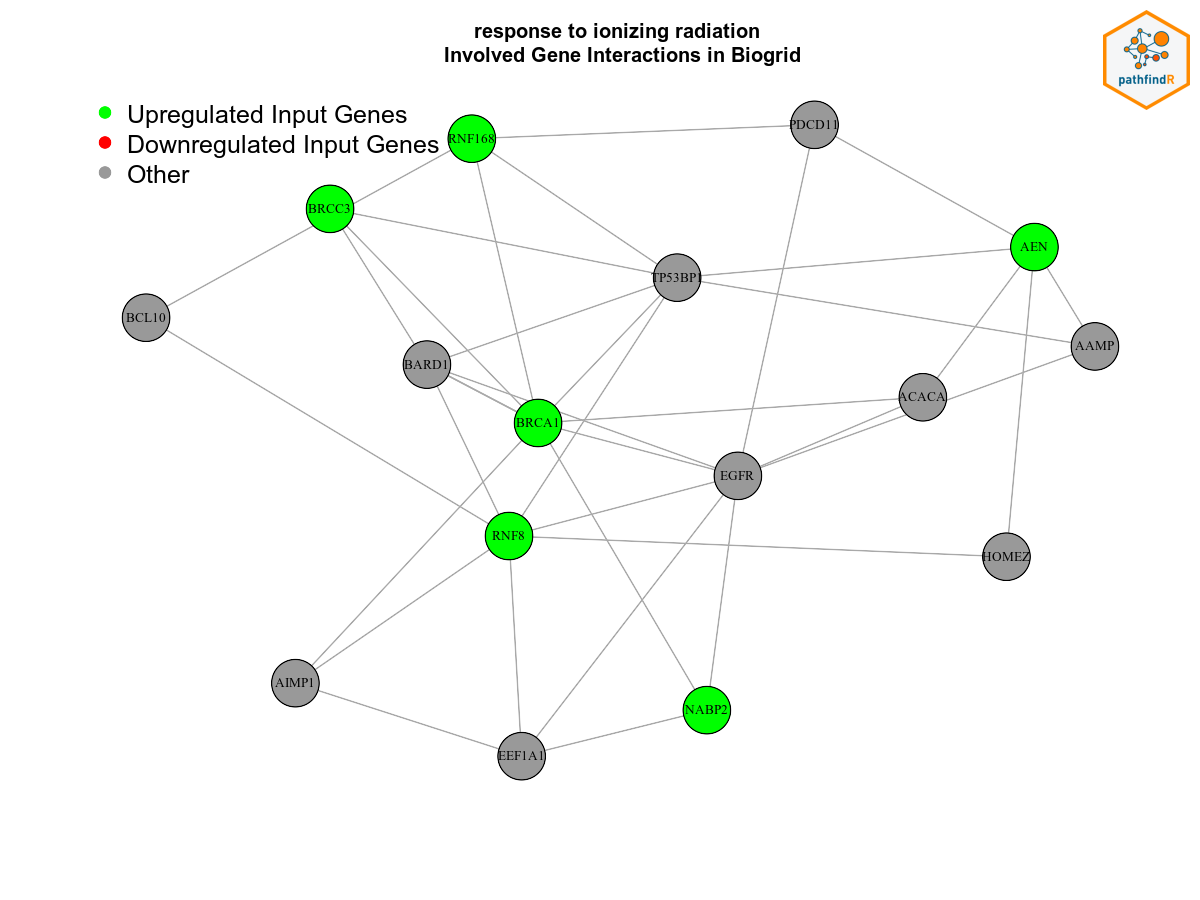 response to ionizing radiation
Involved Gene Interactions in Biogrid
pathfindR
Upregulated Input Genes
Downregulated Input Genes
Other
RNF168
PDCD11
BRCC3
AEN
TP53BP1
BCL10
AAMP
BARD1
ACACA
BRCA1
EGFR
RNF8
HOMEZ
AIMP1
NABP2
EEF1A1